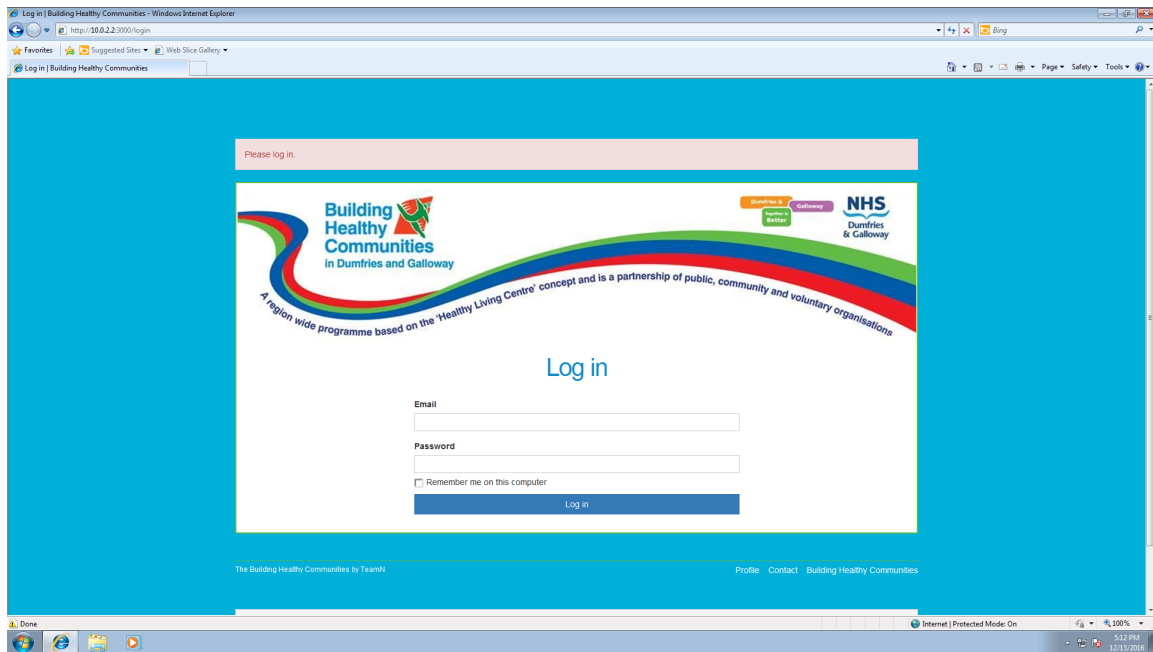 Log in | Building Healthy Communities - Windows Internet Explorer
http://10.0.2.2:3000/login
Bing
Favorites Suggested Sites Web Slice Gallery
Log in | Building Healthy Communities
Page Safety Tools
Please log in.
Building
Healthy
Communities
in Dumfries and Galloway
Dumfries &
Galloway
Together is
Better
NHS
Dumfries
& Galloway
A region wide programme based on the 'Healthy Living Centre' concept and is a partnership of public, community and voluntary organisations
Log in
Email
Password
Remember me on this computer
Log in
The Building Healthy Communities by TeamN
Profile Contact Building Healthy Communities
Done
Internet | Protected Mode: On
100%
5:12 PM
12/13/2016